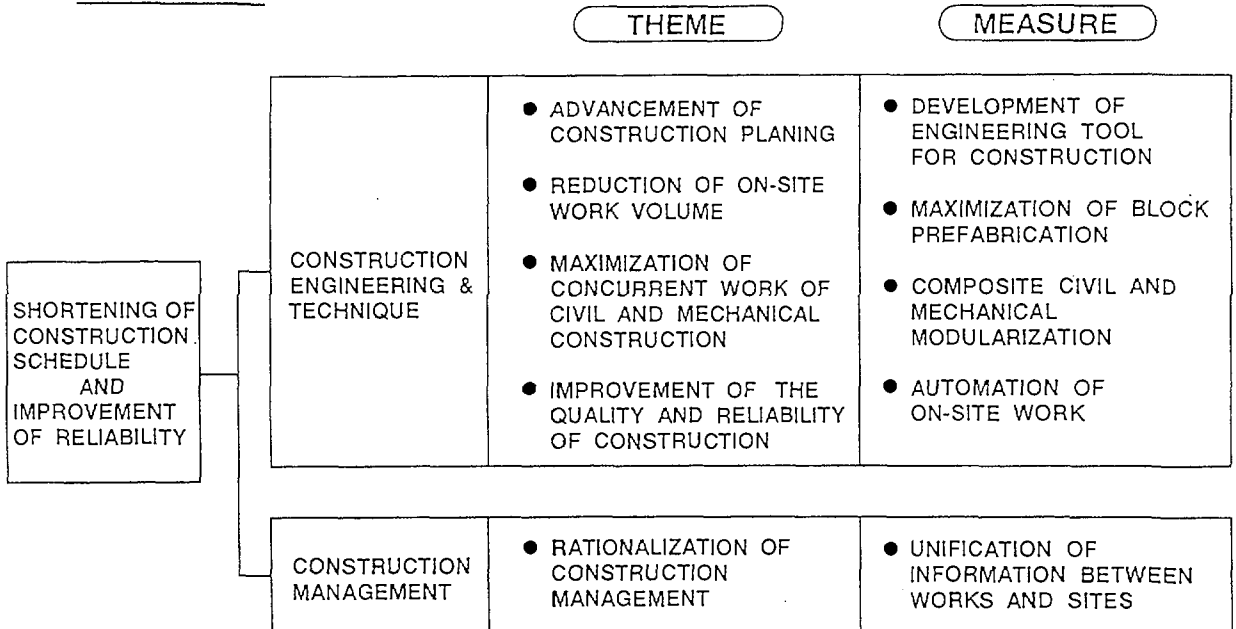 THEME
MEASURE
SHORTENING OF
CONSTRUCTION
SCHEDULE
AND
IMPROVEMENT
OF RELIABILITY
CONSTRUCTION
ENGINEERING &
TECHNIQUE
● ADVANCEMENT OF
CONSTRUCTION PLANING
● REDUCTION OF ON-SITE
WORK VOLUME
● MAXIMIZATION OF
CONCURRENT WORK OF
CIVIL AND MECHANICAL
CONSTRUCTION
● IMPROVEMENT OF THE
QUALITY AND RELIABILITY
OF CONSTRUCTION
● DEVELOPMENT OF
ENGINEERING TOOL
FOR CONSTRUCTION
● MAXIMIZATION OF BLOCK
PREFABRICATION
● COMPOSITE CIVIL AND
MECHANICAL
MODULARIZATION
● AUTOMATION OF
ON-SITE WORK
CONSTRUCTION
MANAGEMENT
● RATIONALIZATION OF
CONSTRUCTION
MANAGEMENT
● UNIFICATION OF
INFORMATION BETWEEN
WORKS AND SITES